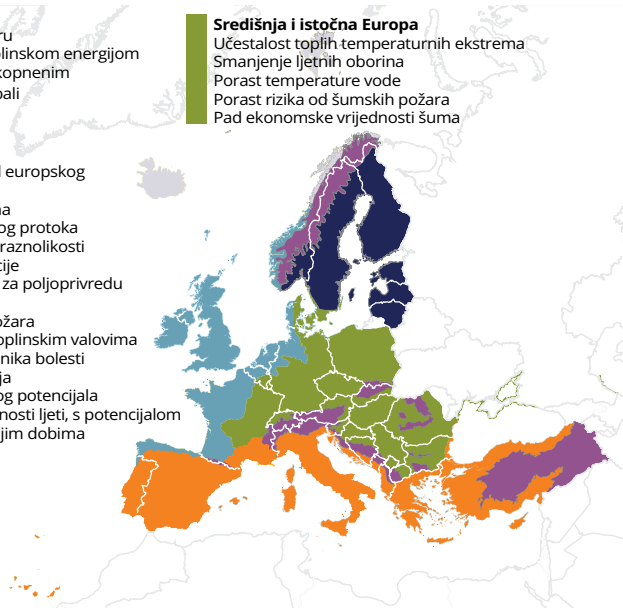 ru
plinskom energijom
kopnenim
pali
l europskog
na
og protoka
raznolikosti
cije
za poljoprivredu
ožara
oplinskim valovima
nika bolesti
ja
og potencijala
nosti ljeti, s potencijalom
njim dobima
Središnja i istočna Europa
Učestalost toplih temperaturnih ekstrema
Smanjenje ljetnih oborina
Porast temperature vode
Porast rizika od šumskih požara
Pad ekonomske vrijednosti šuma